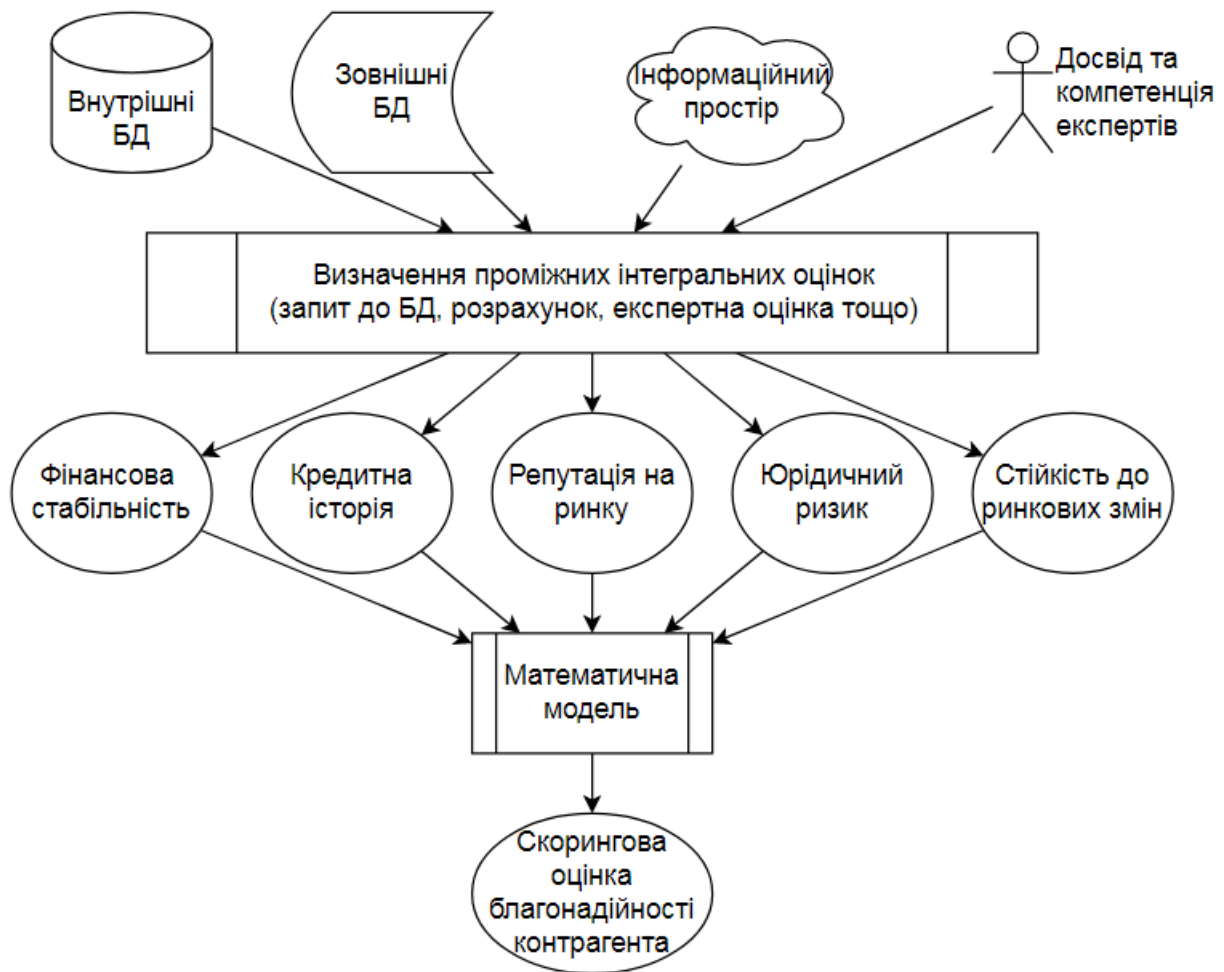 Внутрішні
БД
Зовнішні
БД
Інформаційний
простір
Досвід та
компетенція
експертів
Визначення проміжних інтегральних оцінок
(запит до БД, розрахунок, експертна оцінка тощо)
Фінансова
стабільність
Кредитна
історія
Репутація на
ринку
Юрідичний
ризик
Стійкість до
ринкових змін
Математична
модель
Скорингова
оцінка
благонадійності
контрагента